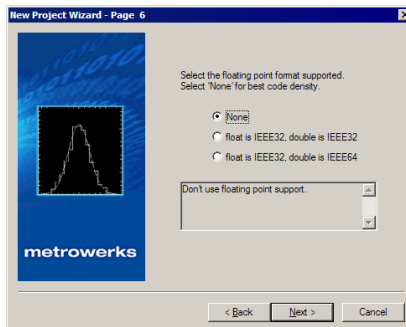 New Project Wizard - Page 6
Select the floating point format supported.
Select 'None' for best code density.
None
float is IEEE32, double is IEEE32
float is IEEE32, double is IEEE64
Don't use floating point support.
metrowerks
< Back
Next >
Cancel